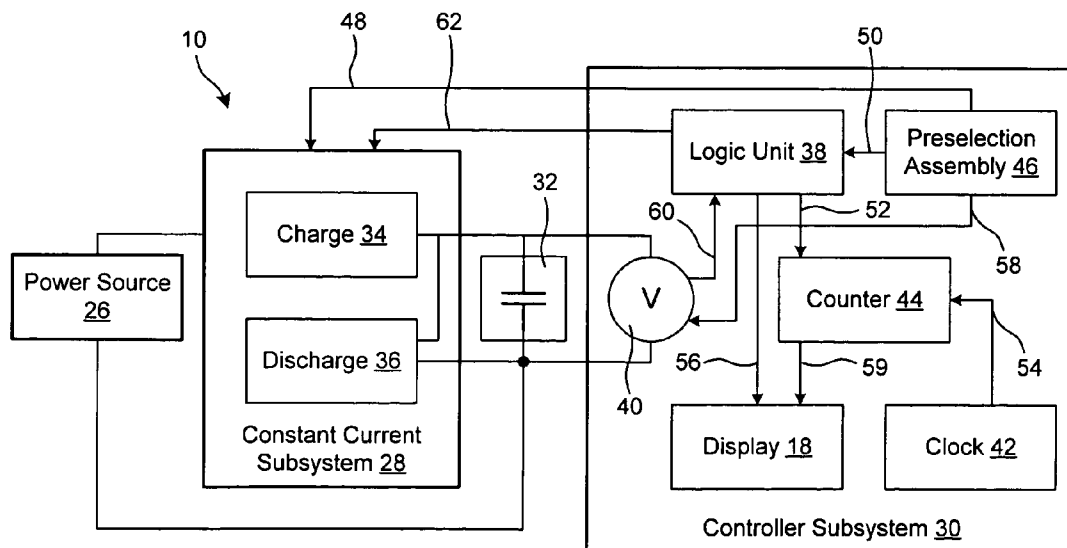 10
48
62
50
Logic Unit 38
Preselection
Assembly 46
32
60
52
58
Charge 34
Power Source
26
V
Counter 44
Discharge 36
40
56
59
54
Constant Current
Subsystem 28
Display 18
Clock 42
Controller Subsystem 30